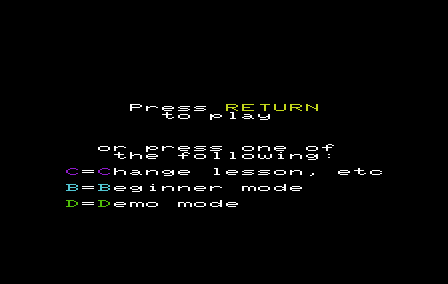 Press RETURN
to play
or press one of
the following:
C=Change lesson, etc
B=Beginner mode
D=Demo mode